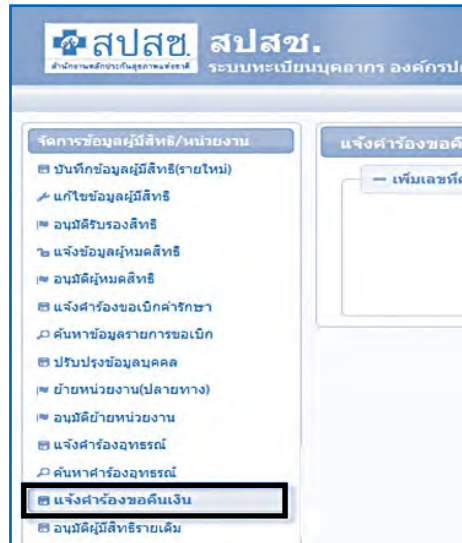 สปสช.
สำนักงานหลักประกันสุขภาพแห่งชาติ
สปสช.
ระบบทะเบียนบุคลากร องค์กรปก
จัดการข้อมูลผู้มีสิทธิ/หน่วยงาน
บันทึกข้อมูลผู้มีสิทธิ(รายใหม่)
แก้ไขข้อมูลผู้มีสิทธิ
อนุมัติรับรองสิทธิ
แจ้งข้อมูลผู้หมดสิทธิ
อนุมัติผู้หมดสิทธิ
แจ้งคำร้องขอเบิกค่ารักษา
ค้นหาข้อมูลรายการขอเบิก
ปรับปรุงข้อมูลบุคคล
ย้ายหน่วยงาน(ปลายทาง)
อนุมัติย้ายหน่วยงาน
แจ้งคำร้องอุทธรณ์
ค้นหาคำร้องอุทธรณ์
แจ้งคำร้องขอคืนเงิน
อนุมัติผู้มีสิทธิรายเดิม
แจ้งคำร้องขอคื
เพิ่มเลขที่